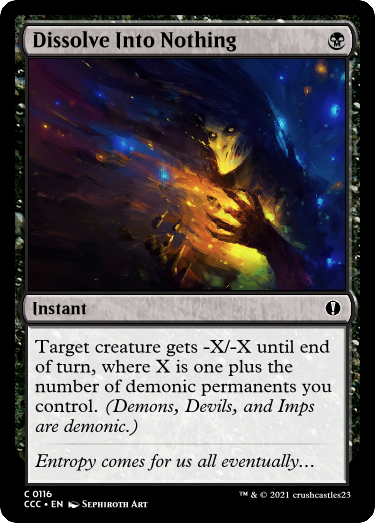 Dissolve Into Nothing
Instant
Target creature gets -X/-X until end
of turn, where X is one plus the
number of demonic permanents you
control. (Demons, Devils, and Imps
are demonic.)
Entropy comes for us all eventually…
C 0116
CCC • EN Sephiroth Art
™ & © 2021 crushcastles23